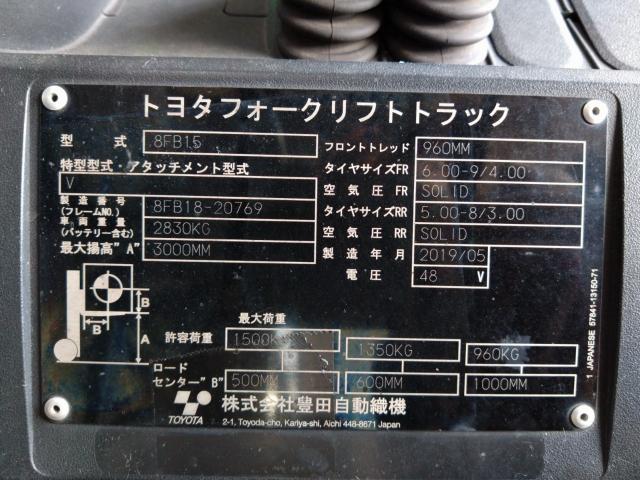 トヨタフォークリフトトラック
型 式 8FB15
特型型式・アタッチメント型式
V
製造番号 (フレームNO.) 8FB18-20769
車両重量 (バッテリー含む) 2830KG
最大揚高"A" 3000MM
フロントトレッド 960MM
タイヤサイズFR 6.00-9/4.00
空気圧FR SOLID
タイヤサイズRR 5.00-8/3.00
空気圧RR SOLID
製造年月 2019/05
電圧 48 V
B
B
A
最大荷重
許容荷重 1500K 1350KG 960KG
ロードセンター"B" 500MM 600MM 1000MM
TOYOTA 株式会社豊田自動織機
2-1, Toyoda-cho, Kariya-shi, Aichi 448-8671 Japan
1 JAPANESE 57641-13150-71